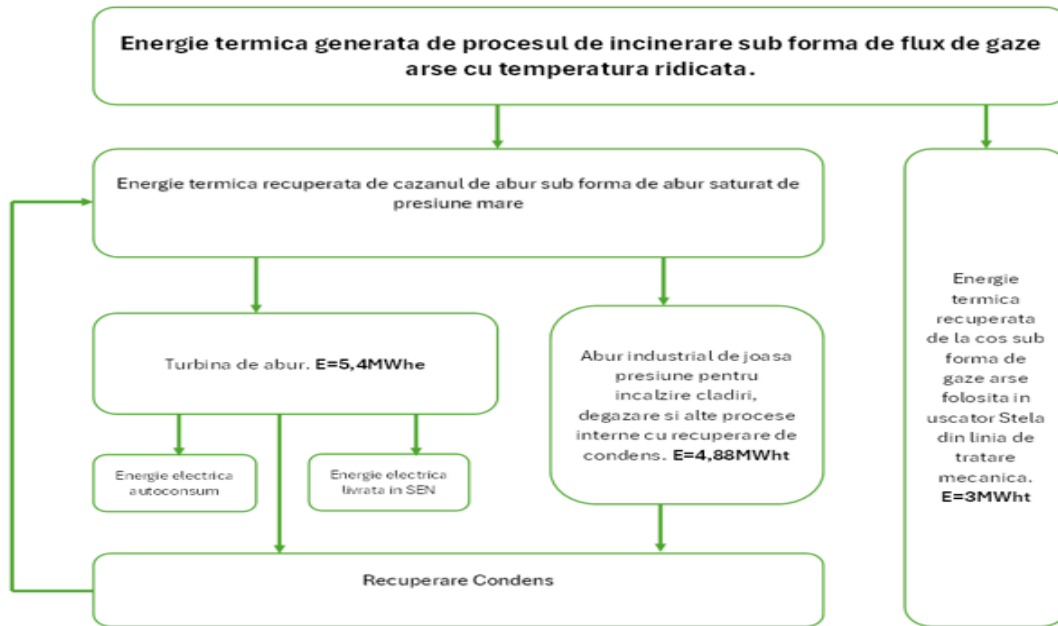 Energie termica generata de procesul de incinerare sub forma de flux de gaze
arse cu temperatura ridicata.
Energie termica recuperata de cazanul de abur sub forma de abur saturat de
presiune mare
Turbina de abur. E=5,4MWhe
Energie electrica
autoconsum
Energie electrica
livrata in SEN
Abur industrial de joasa
presiune pentru
incalzire cladiri,
degazare si alte procese
interne cu recuperare de
condens. E=4,88MWht
Recuperare Condens
Energie
termica
recuperata
de la cos sub
forma de
gaze arse
folosita in
uscator Stela
din linia de
tratare
mecanica.
E=3MWht